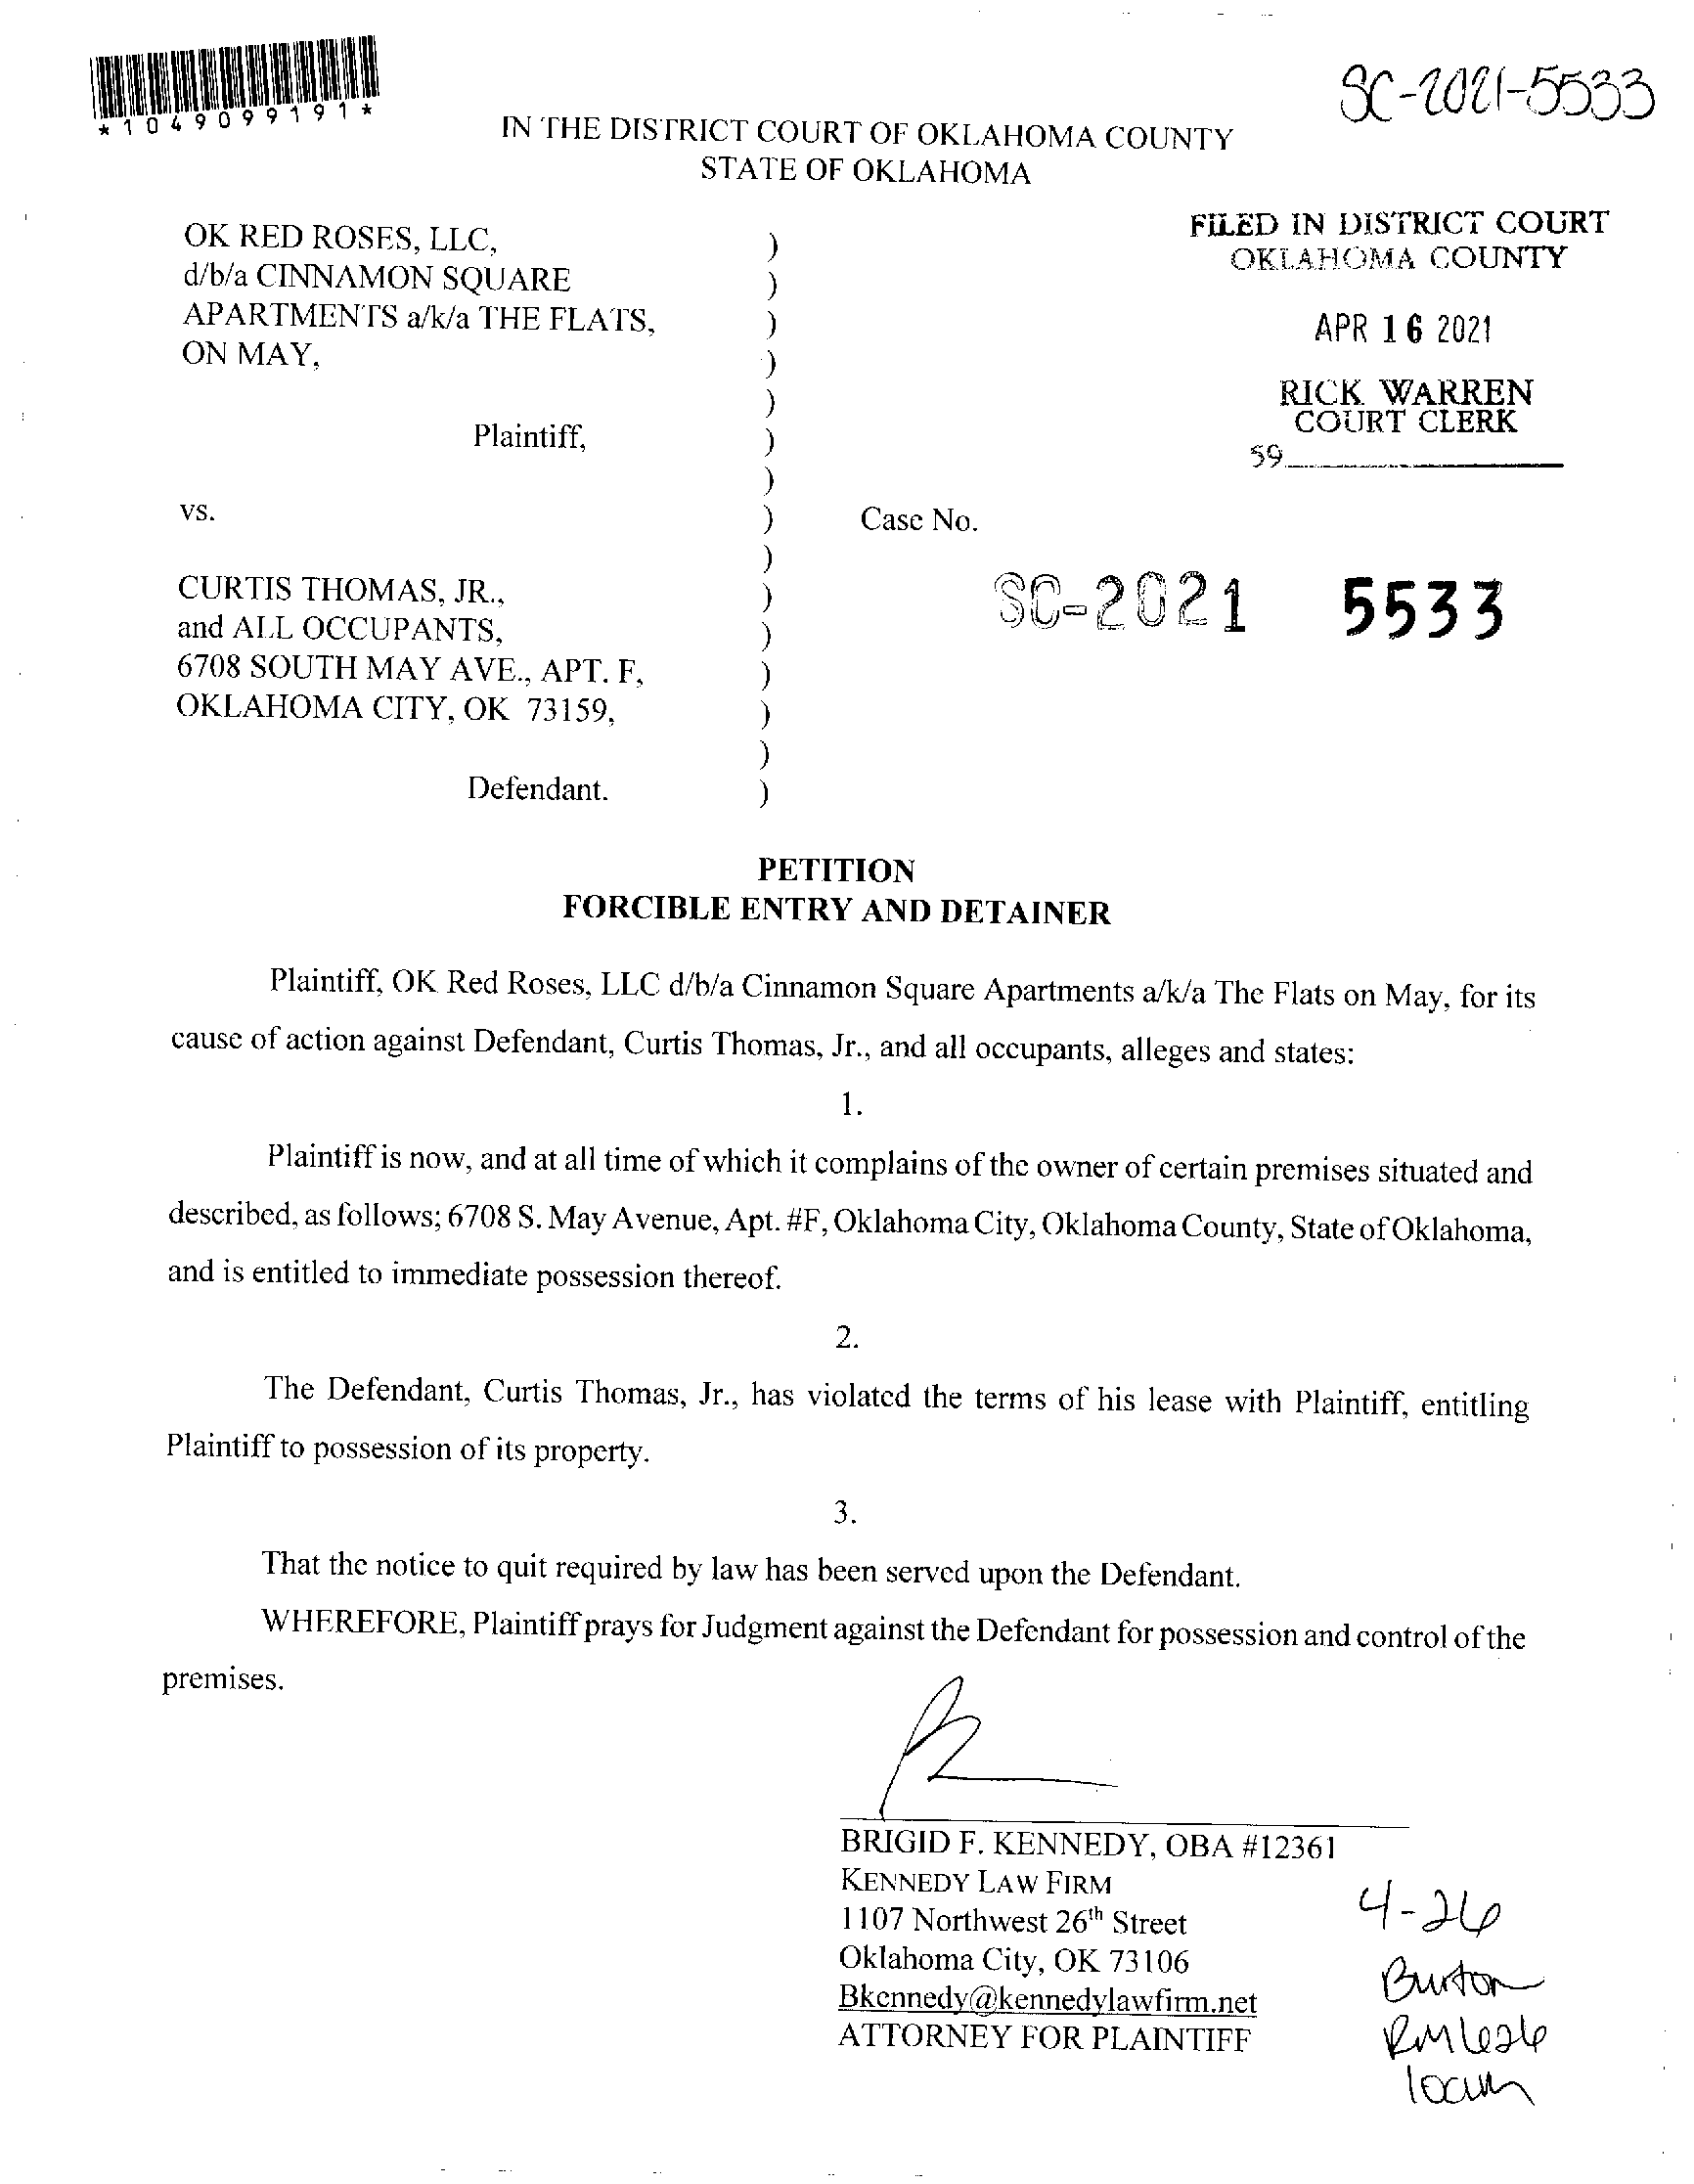 SC-2021-5533
*1049099191*
IN THE DISTRICT COURT OF OKLAHOMA COUNTY
STATE OF OKLAHOMA
FILED IN DISTRICT COURT
OKLAHOMA COUNTY
APR 16 2021
RICK WARREN
COURT CLERK
59
OK RED ROSES, LLC, )
d/b/a CINNAMON SQUARE )
APARTMENTS a/k/a THE FLATS, )
ON MAY, )
)
Plaintiff, )
)
vs. ) Case No.
)
SC-2021 5533
CURTIS THOMAS, JR., )
and ALL OCCUPANTS, )
6708 SOUTH MAY AVE., APT. F, )
OKLAHOMA CITY, OK 73159, )
)
Defendant. )
PETITION
FORCIBLE ENTRY AND DETAINER
Plaintiff, OK Red Roses, LLC d/b/a Cinnamon Square Apartments a/k/a The Flats on May, for its
cause of action against Defendant, Curtis Thomas, Jr., and all occupants, alleges and states:
1.
Plaintiff is now, and at all time of which it complains of the owner of certain premises situated and
described, as follows; 6708 S. May Avenue, Apt. #F, Oklahoma City, Oklahoma County, State of Oklahoma,
and is entitled to immediate possession thereof.
2.
The Defendant, Curtis Thomas, Jr., has violated the terms of his lease with Plaintiff, entitling
Plaintiff to possession of its property.
3.
That the notice to quit required by law has been served upon the Defendant.
WHEREFORE, Plaintiff prays for Judgment against the Defendant for possession and control of the
premises.
BRIGID F. KENNEDY, OBA #12361
KENNEDY LAW FIRM
1107 Northwest 26th Street
Oklahoma City, OK 73106
Bkennedy@kennedylawfirm.net
ATTORNEY FOR PLAINTIFF
4-26
Burton
RM 626
10am